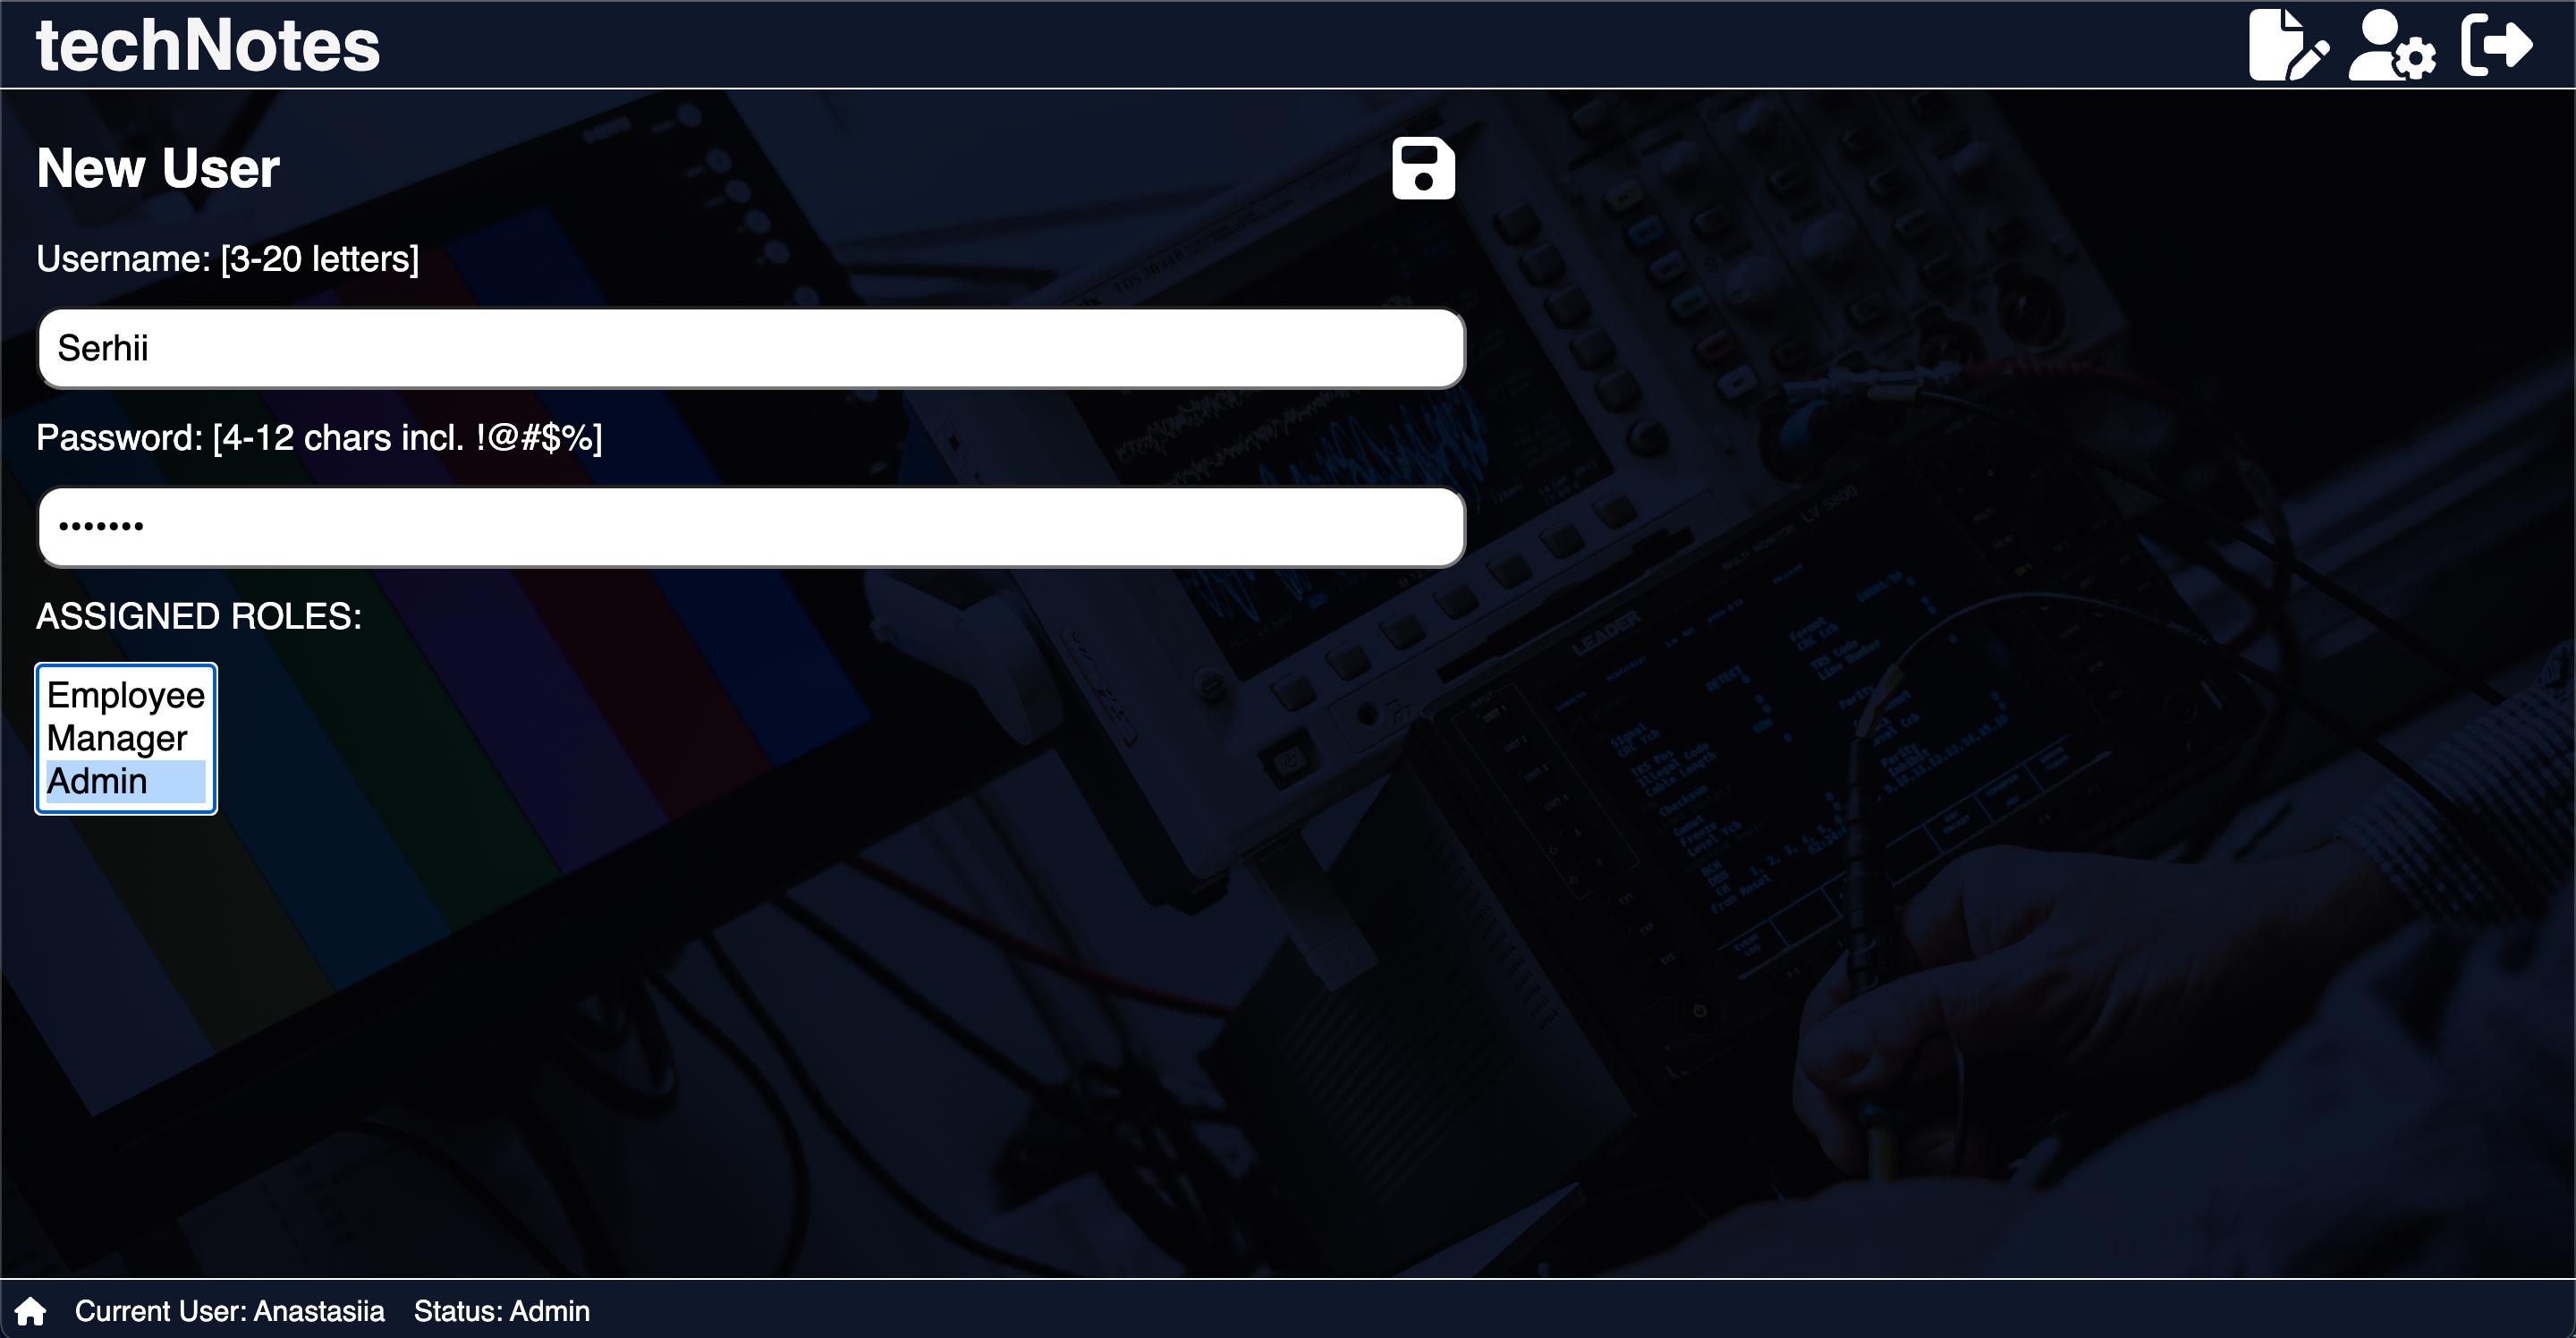 technotes
New User
Username: [3-20 letters]
Serhii
Password: [4-12 chars incl. !@#$%]
•••••••
ASSIGNED ROLES:
Employee
Manager
Admin
LEADER
Current User: Anastasiia Status: Admin